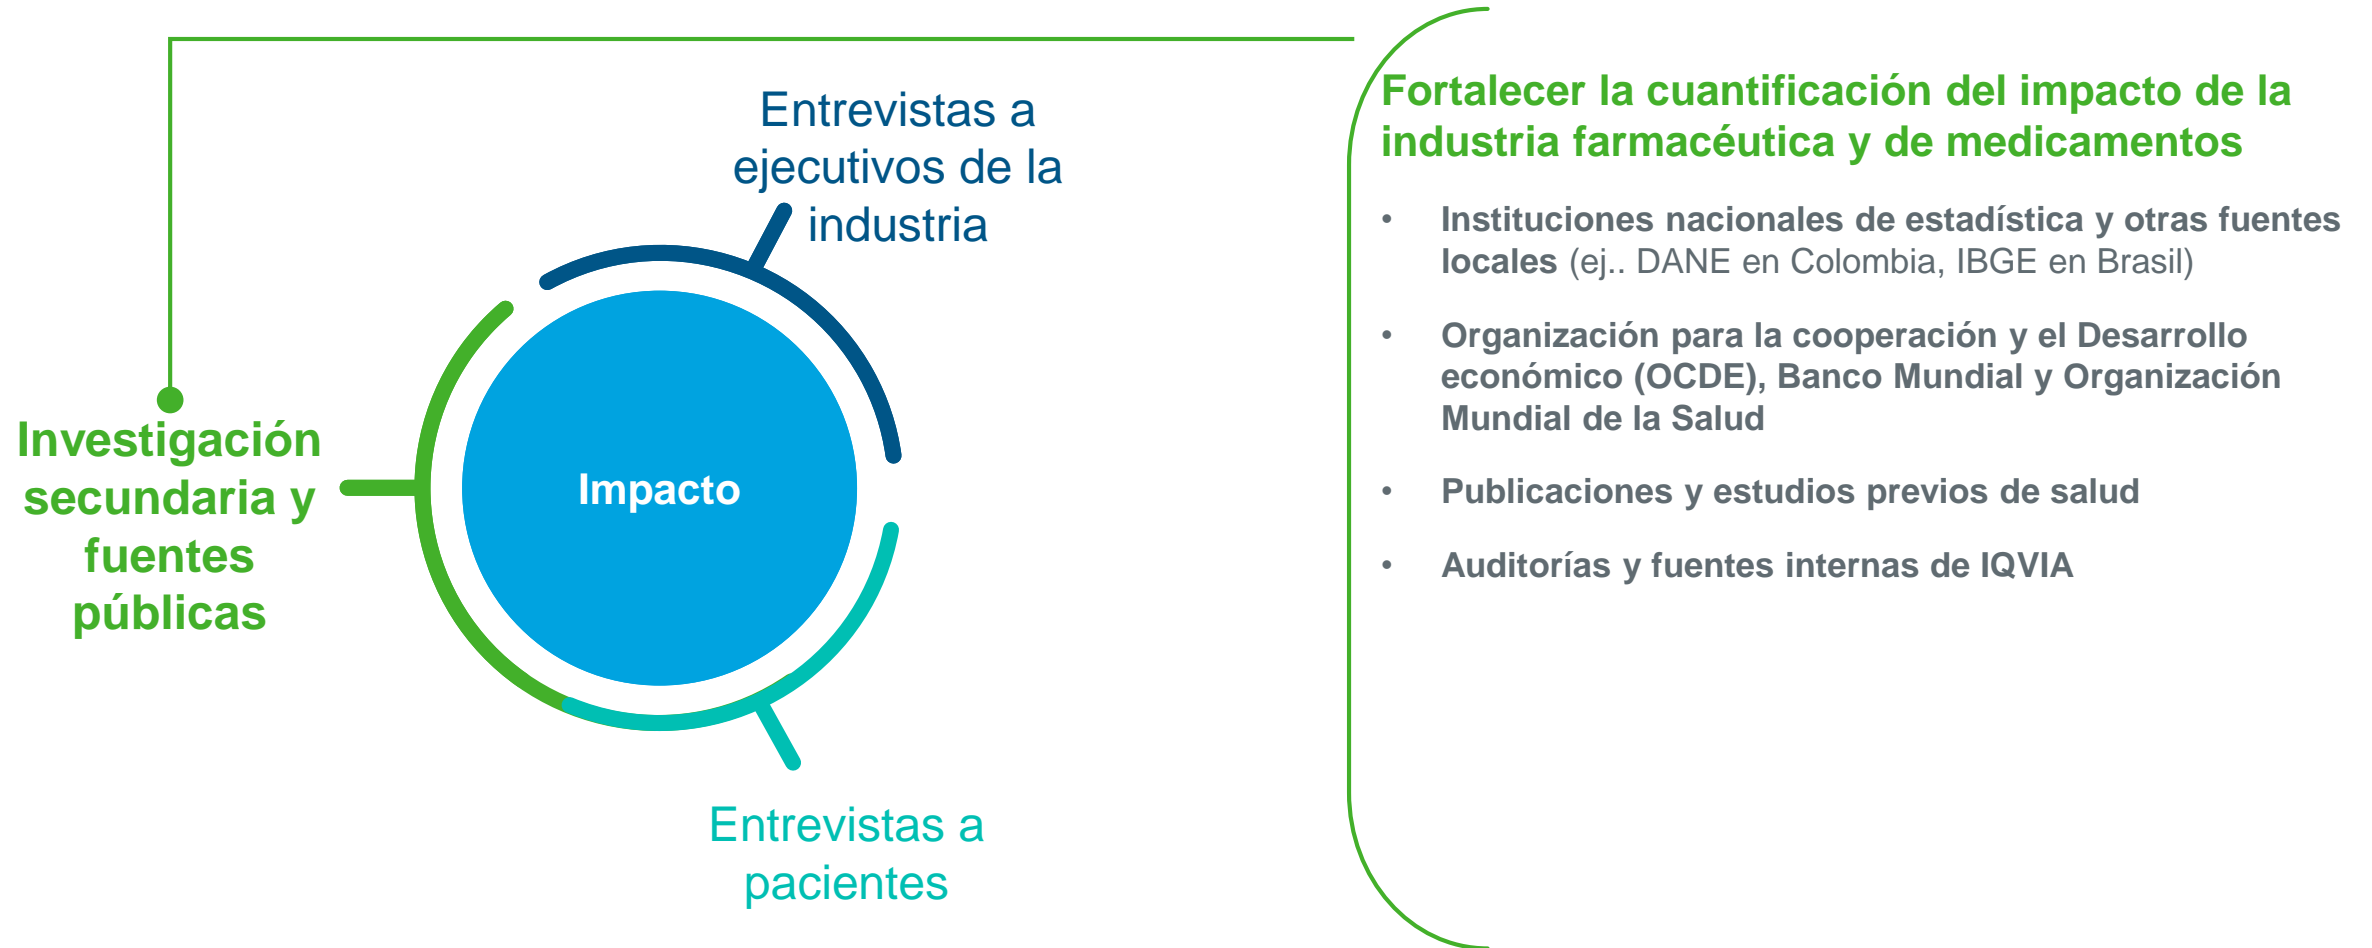 Entrevistas a
ejecutivos de la
industria
Investigación
secundaria y
fuentes
públicas
Impacto
Entrevistas a
pacientes
Fortalecer la cuantificación del impacto de la
industria farmacéutica y de medicamentos
• Instituciones nacionales de estadística y otras fuentes
locales (ej.. DANE en Colombia, IBGE en Brasil)
• Organización para la cooperación y el Desarrollo
económico (OCDE), Banco Mundial y Organización
Mundial de la Salud
• Publicaciones y estudios previos de salud
• Auditorías y fuentes internas de IQVIA